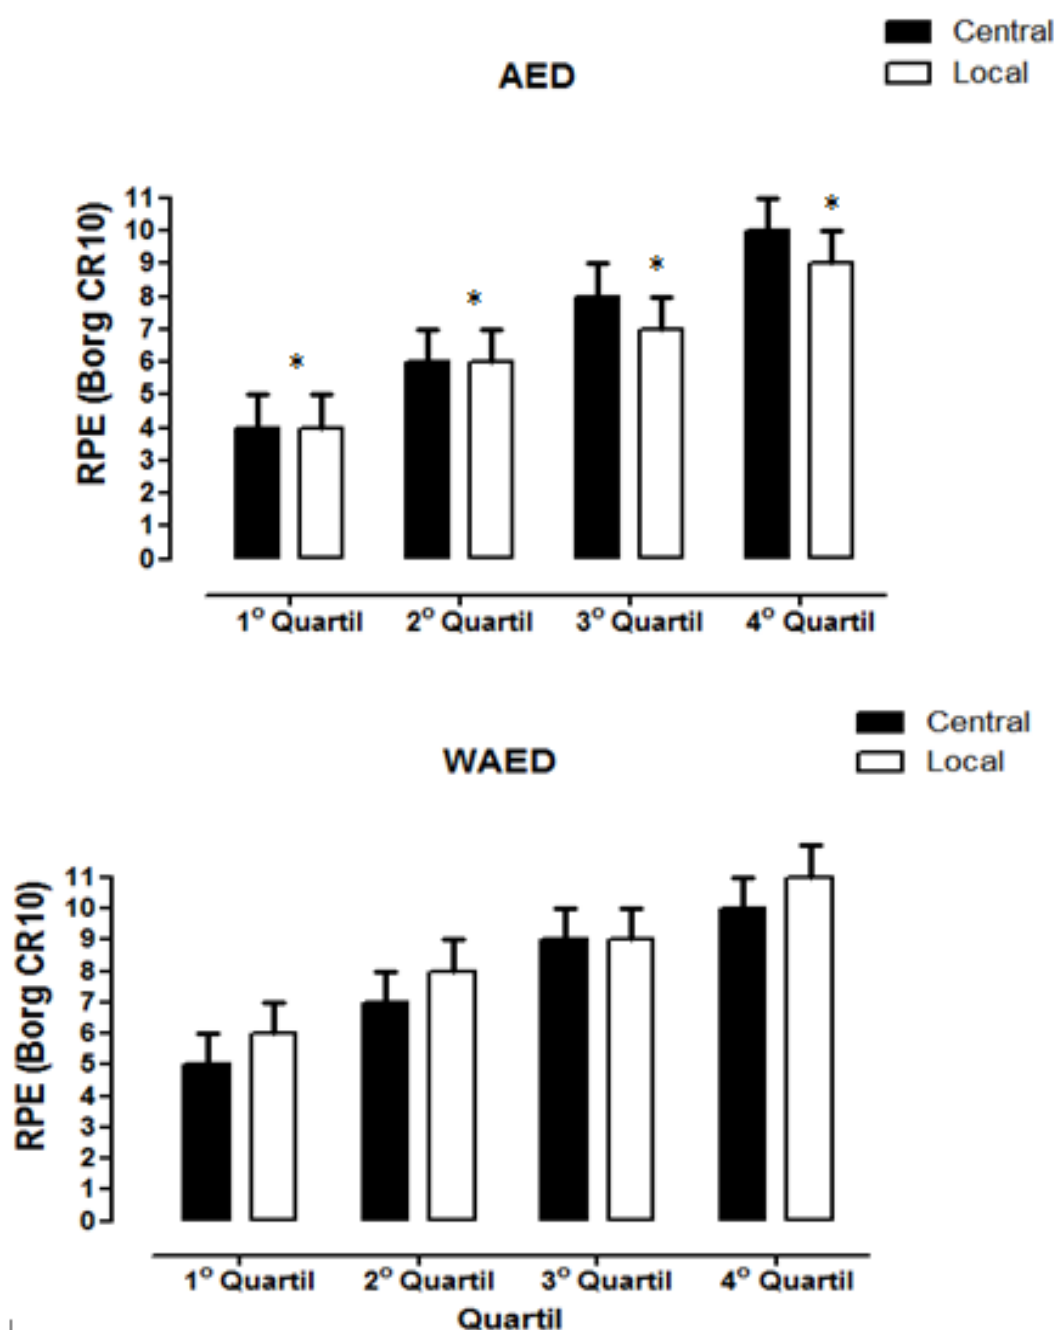 Central
Local
AED
RPE (Borg CR10)
11
10
9
8
7
6
5
4
3
2
1
0
*
*
*
*
1º Quartil 2º Quartil 3º Quartil 4º Quartil
Central
Local
WAED
RPE (Borg CR10)
11
10
9
8
7
6
5
4
3
2
1
0
1º Quartil 2º Quartil 3º Quartil 4º Quartil
Quartil